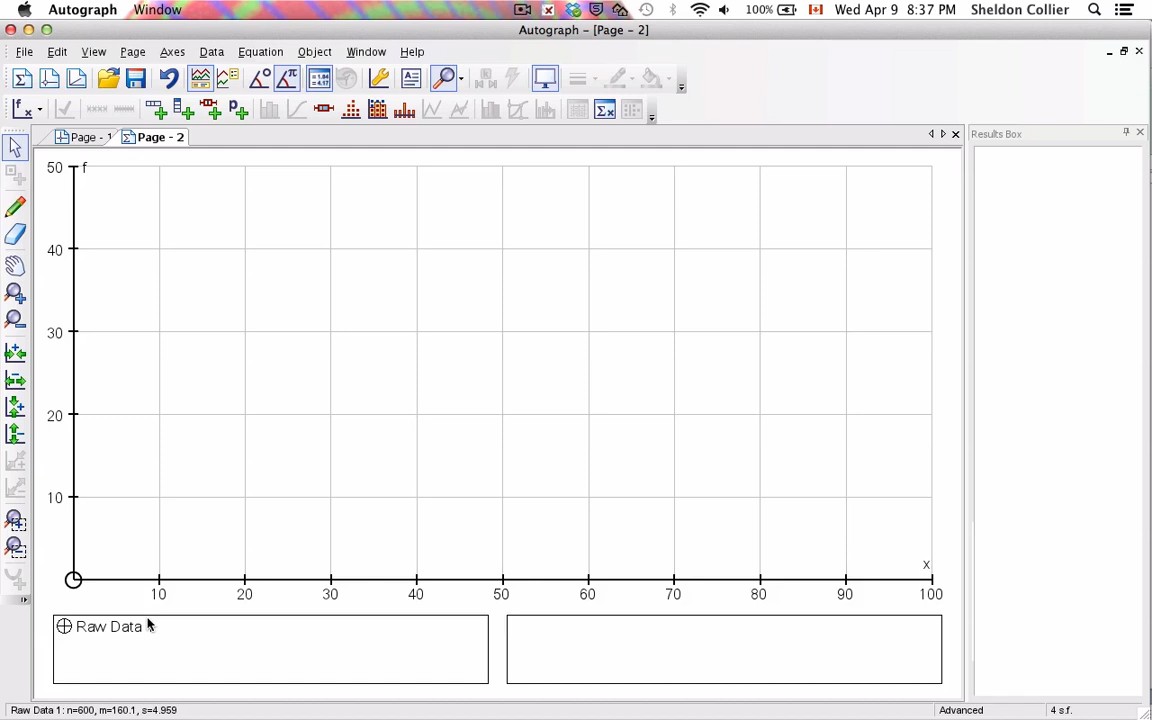 Autograph Window 100% Wed Apr 9 8:37 PM Sheldon Collier
Autograph - [Page - 2]
File Edit View Page Axes Data Equation Object Window Help
Page - 1 Page - 2 Results Box
50 f
40
30
20
10
x
10 20 30 40 50 60 70 80 90 100
Raw Data
Raw Data 1: n=600, m=160.1, s=4.959 Advanced 4 s.f.